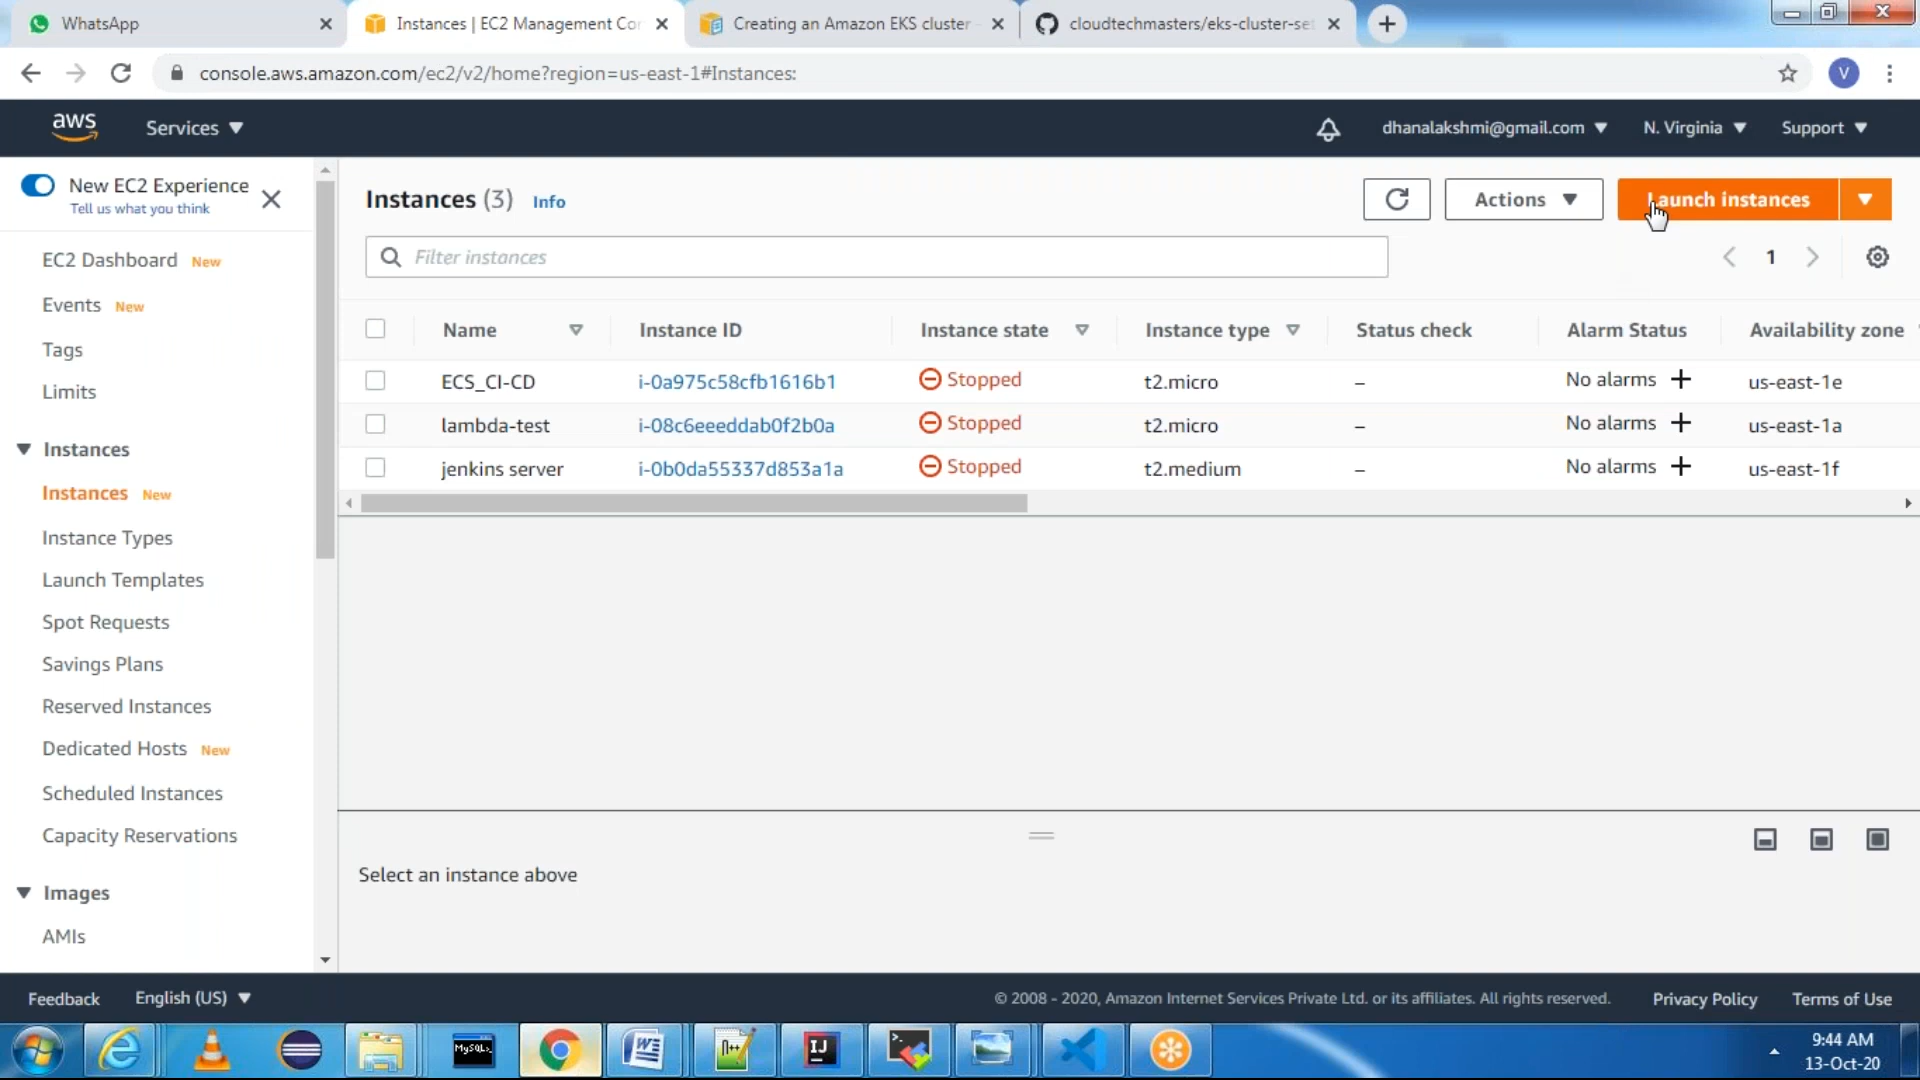 WhatsApp
Instances | EC2 Management Cor
Creating an Amazon EKS cluster -
cloudtechmasters/eks-cluster-set
console.aws.amazon.com/ec2/v2/home?region=us-east-1#Instances:
V
aws
Services
dhanalakshmi@gmail.com
N. Virginia
Support
New EC2 Experience
Tell us what you think
EC2 Dashboard New
Events New
Tags
Limits
Instances
Instances New
Instance Types
Launch Templates
Spot Requests
Savings Plans
Reserved Instances
Dedicated Hosts New
Scheduled Instances
Capacity Reservations
Images
AMIs
Instances (3) Info
Actions
Launch instances
Filter instances
1
Name Instance ID Instance state Instance type Status check Alarm Status Availability zone
ECS_CI-CD i-0a975c58cfb1616b1 Stopped t2.micro – No alarms + us-east-1e
lambda-test i-08c6eeeddab0f2b0a Stopped t2.micro – No alarms + us-east-1a
jenkins server i-0b0da55337d853a1a Stopped t2.medium – No alarms + us-east-1f
Select an instance above
Feedback English (US) © 2008 - 2020, Amazon Internet Services Private Ltd. or its affiliates. All rights reserved. Privacy Policy Terms of Use
MySQL
IJ
9:44 AM
13-Oct-20